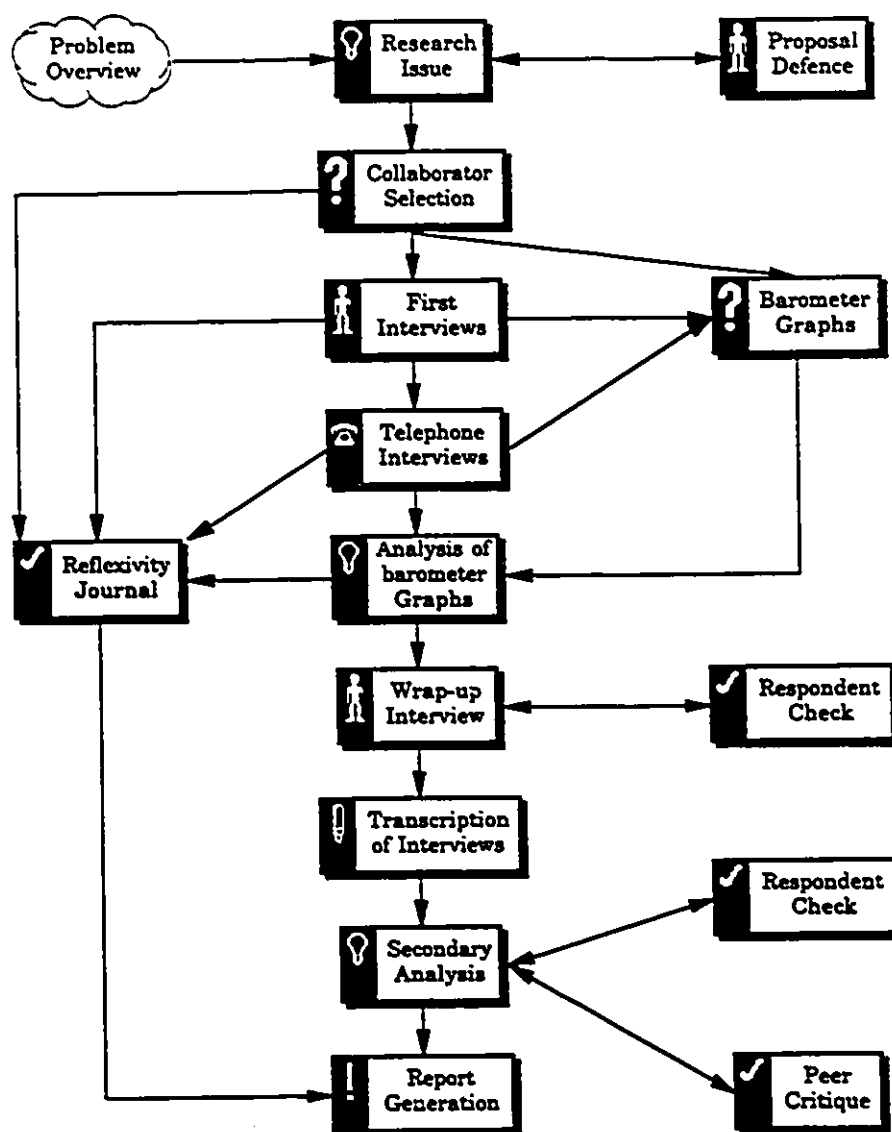 Problem
Overview
Research
Issue
Proposal
Defence
Collaborator
Selection
First
Interviews
Barometer
Graphs
Telephone
Interviews
Reflexivity
Journal
Analysis of
barometer
Graphs
Wrap-up
Interview
Respondent
Check
Transcription
of Interviews
Respondent
Check
Secondary
Analysis
Report
Generation
Peer
Critique